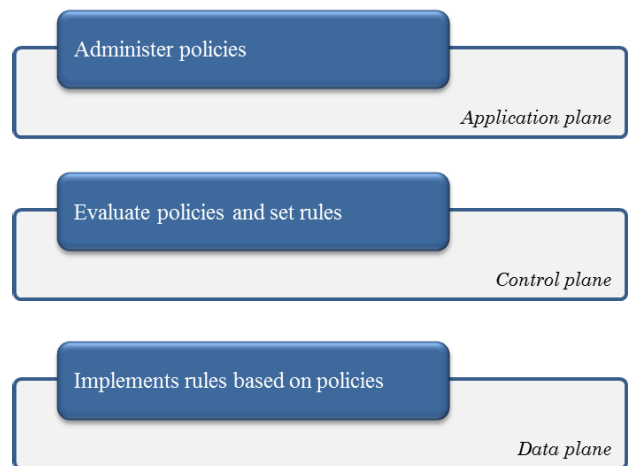 Administer policies
Application plane
Evaluate policies and set rules
Control plane
Implements rules based on policies
Data plane